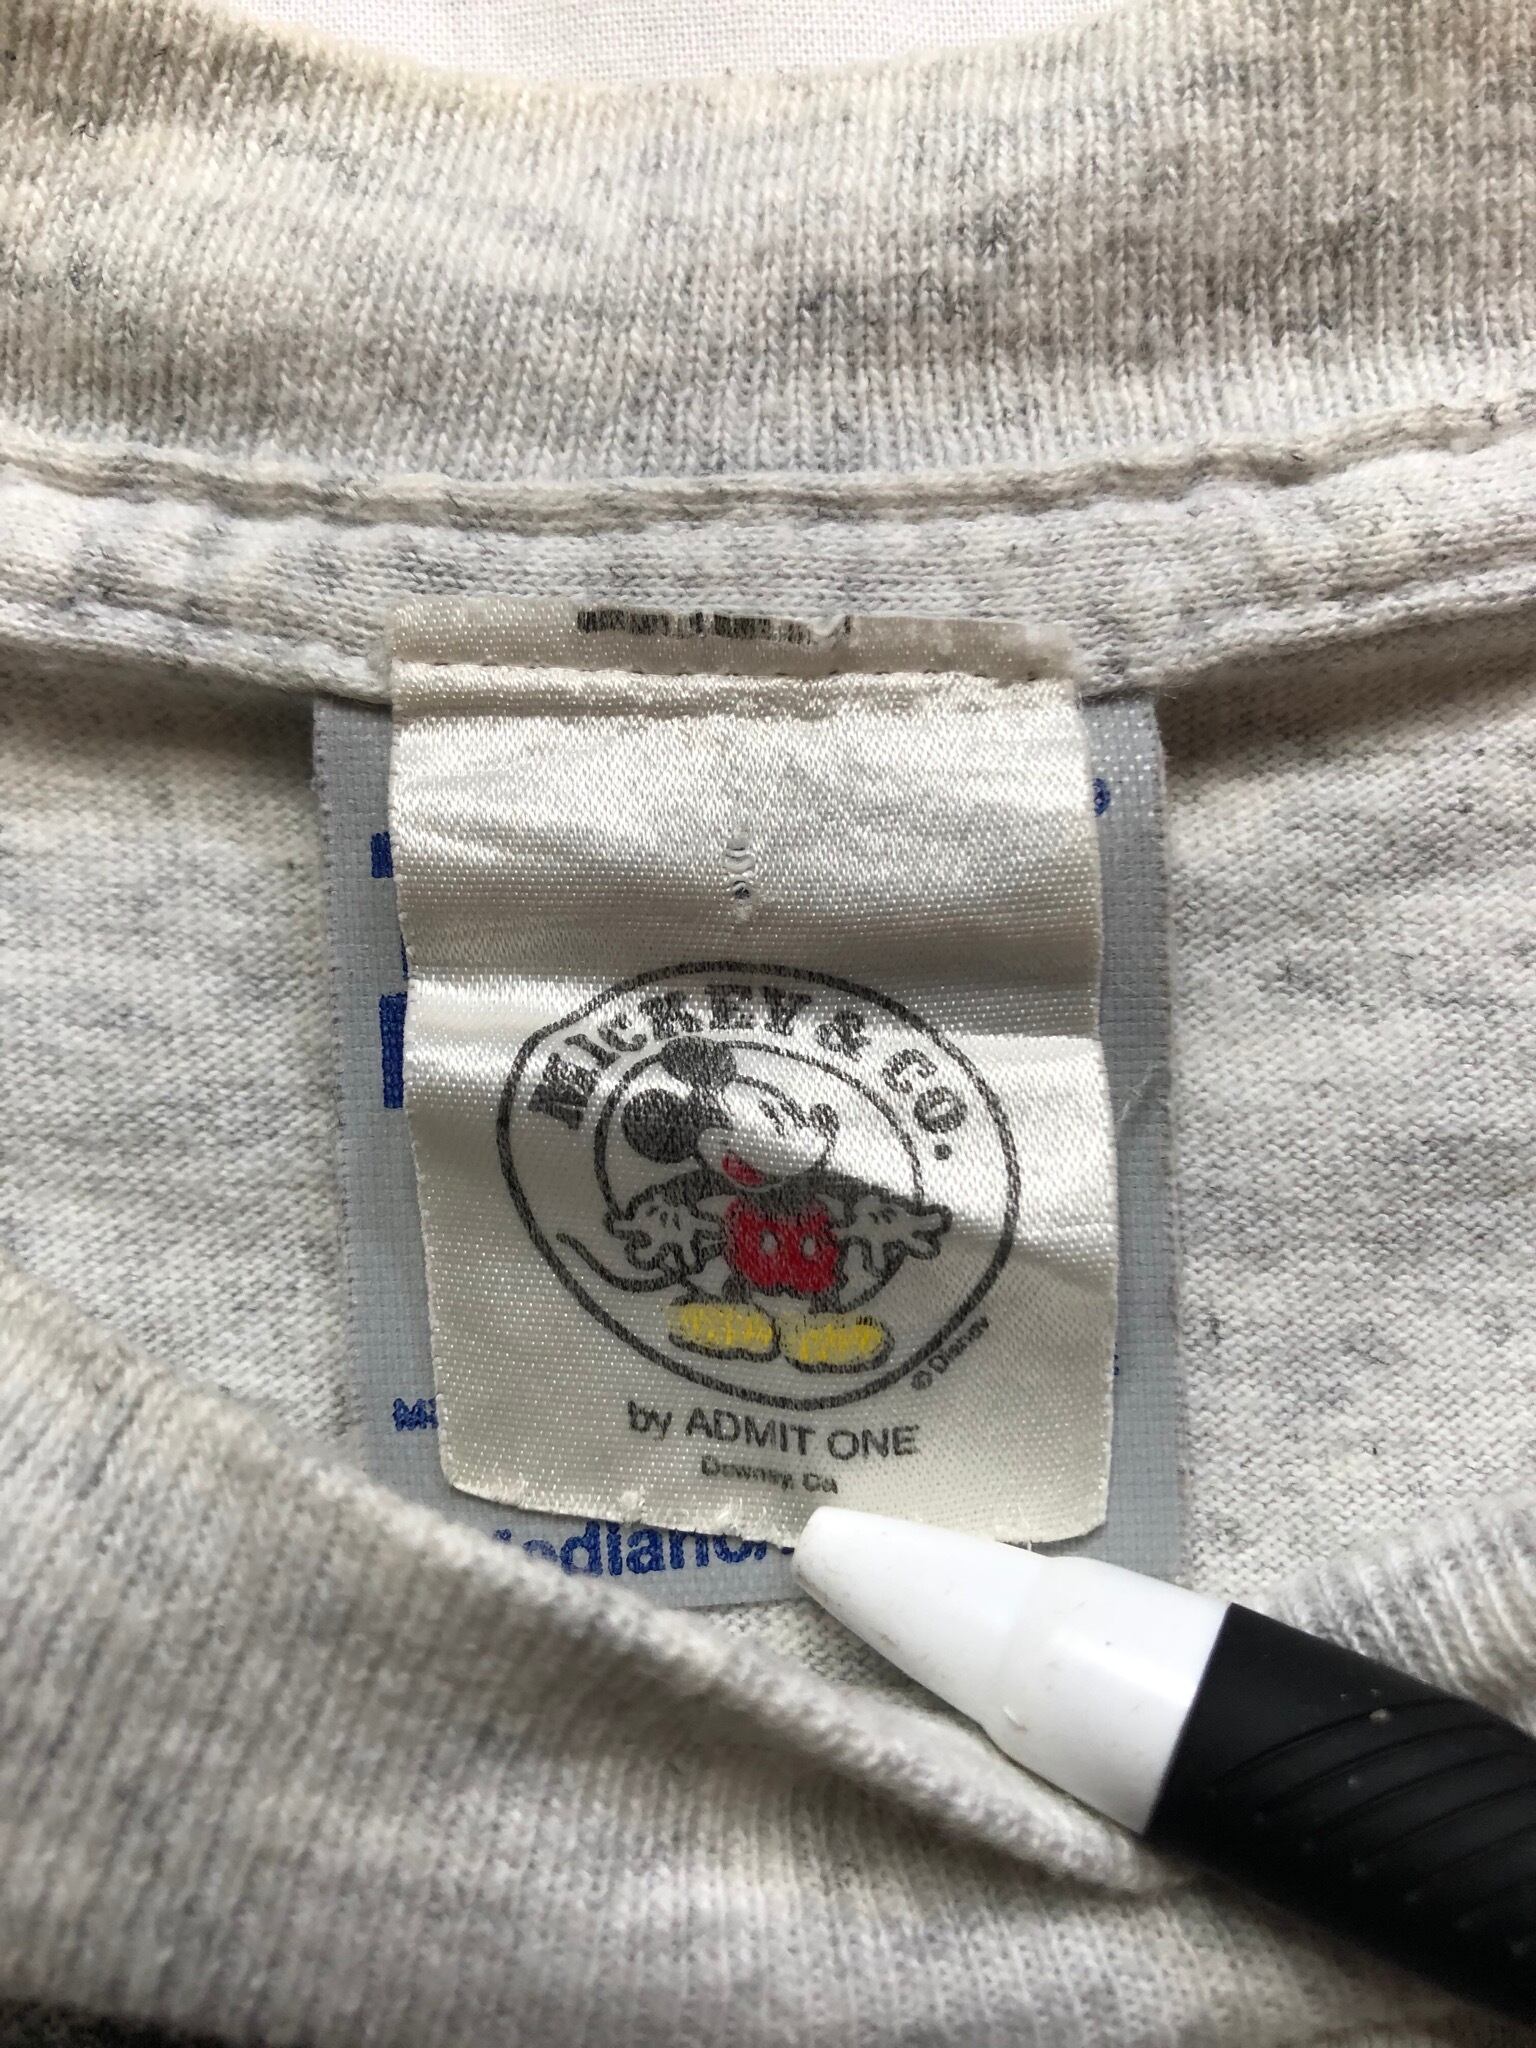 MICKEY & CO.
© Disney
by ADMIT ONE
Downey, Ca